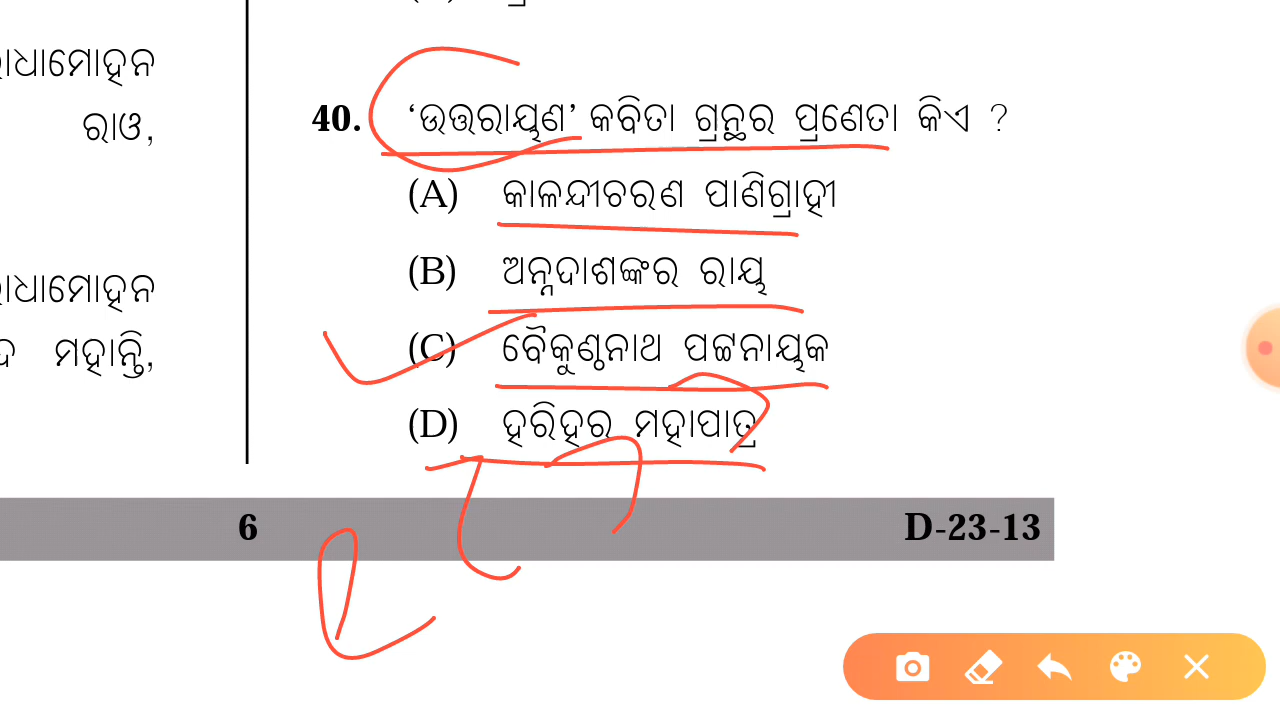 ରାଧାମୋହନ
ରାଓ,
ରାଧାମୋହନ
ମହାନ୍ତି,
40. ‘ଉତ୍ତରାୟଣ’ କବିତା ଗ୍ରନ୍ଥର ପ୍ରଣେତା କିଏ ?
(A) କାଳନ୍ଦୀଚରଣ ପାଣିଗ୍ରାହୀ
(B) ଅନ୍ନଦାଶଙ୍କର ରାୟ
(C) ବୈକୁଣ୍ଠନାଥ ପଟ୍ଟନାୟକ
(D) ହରିହର ମହାପାତ୍ର
6 D-23-13